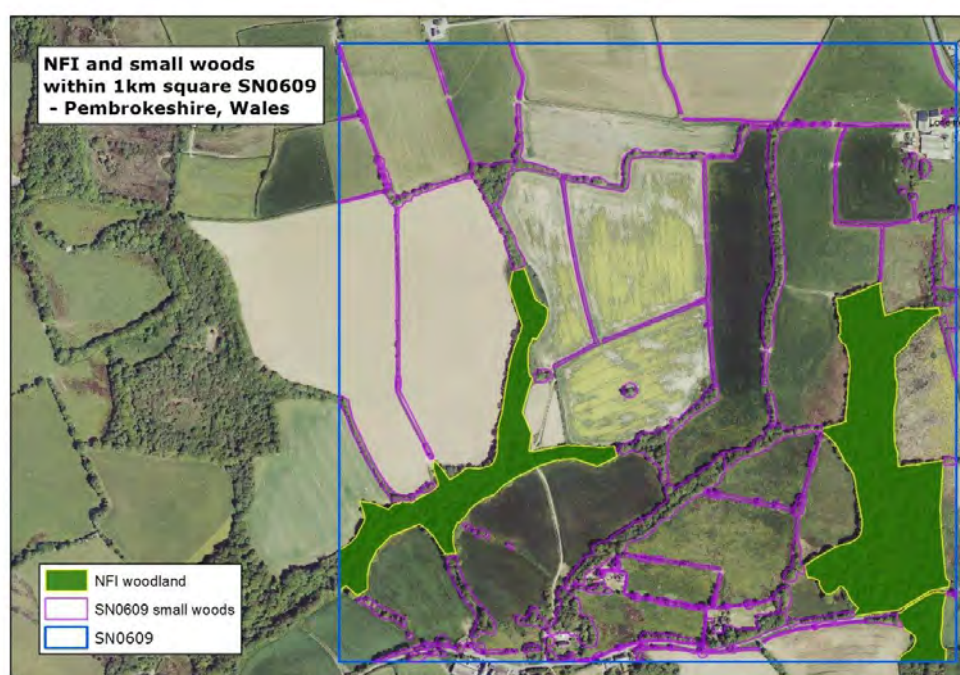 NFI and small woods
within 1km square SN0609
- Pembrokeshire, Wales
NFI woodland
SN0609 small woods
SN0609